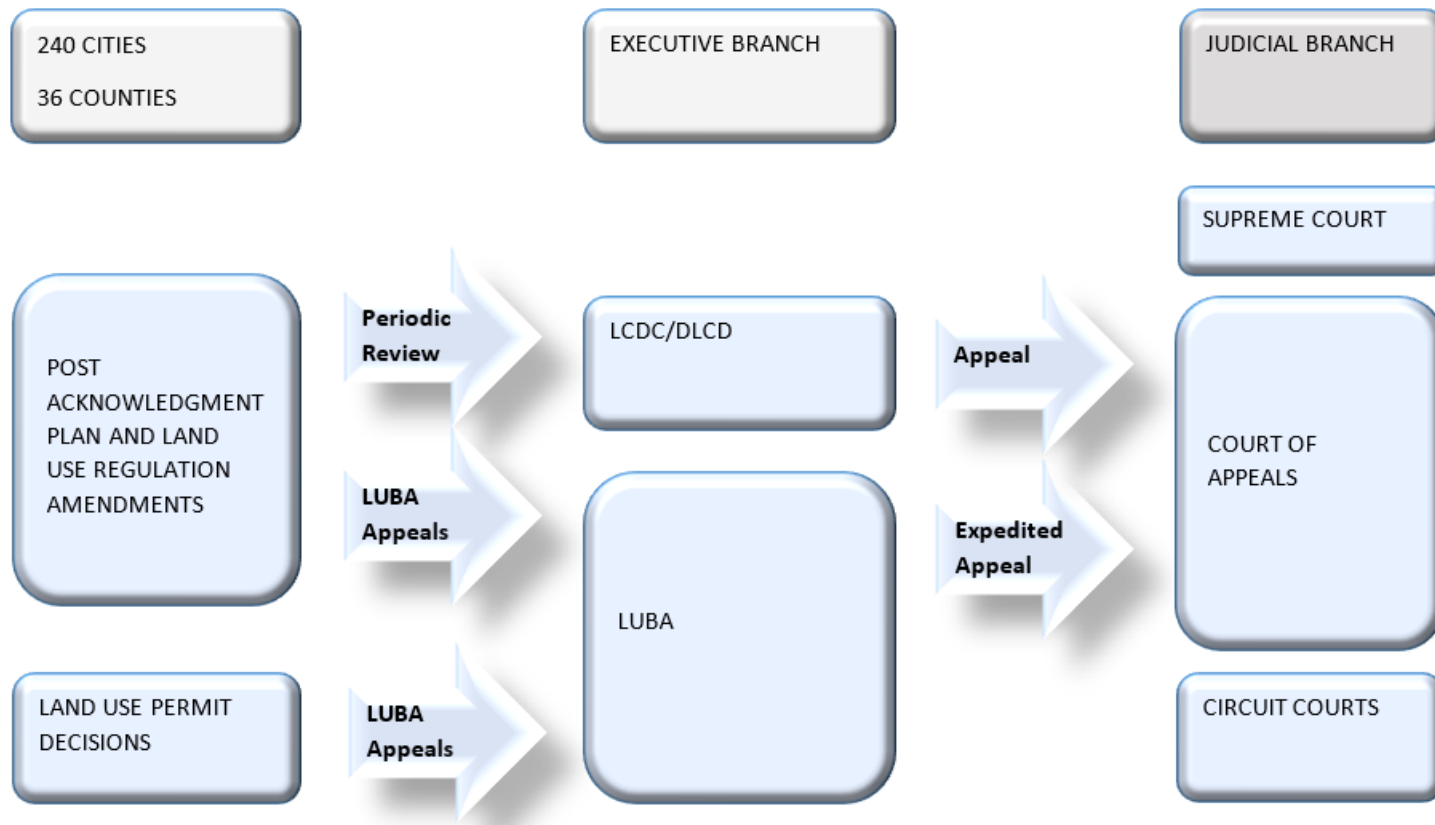 240 CITIES
36 COUNTIES
EXECUTIVE BRANCH
JUDICIAL BRANCH
SUPREME COURT
POST
ACKNOWLEDGMENT
PLAN AND LAND
USE REGULATION
AMENDMENTS
Periodic
Review
LCDC/DLCD
Appeal
COURT OF
APPEALS
LUBA
Appeals
LUBA
Expedited
Appeal
LAND USE PERMIT
DECISIONS
LUBA
Appeals
CIRCUIT COURTS